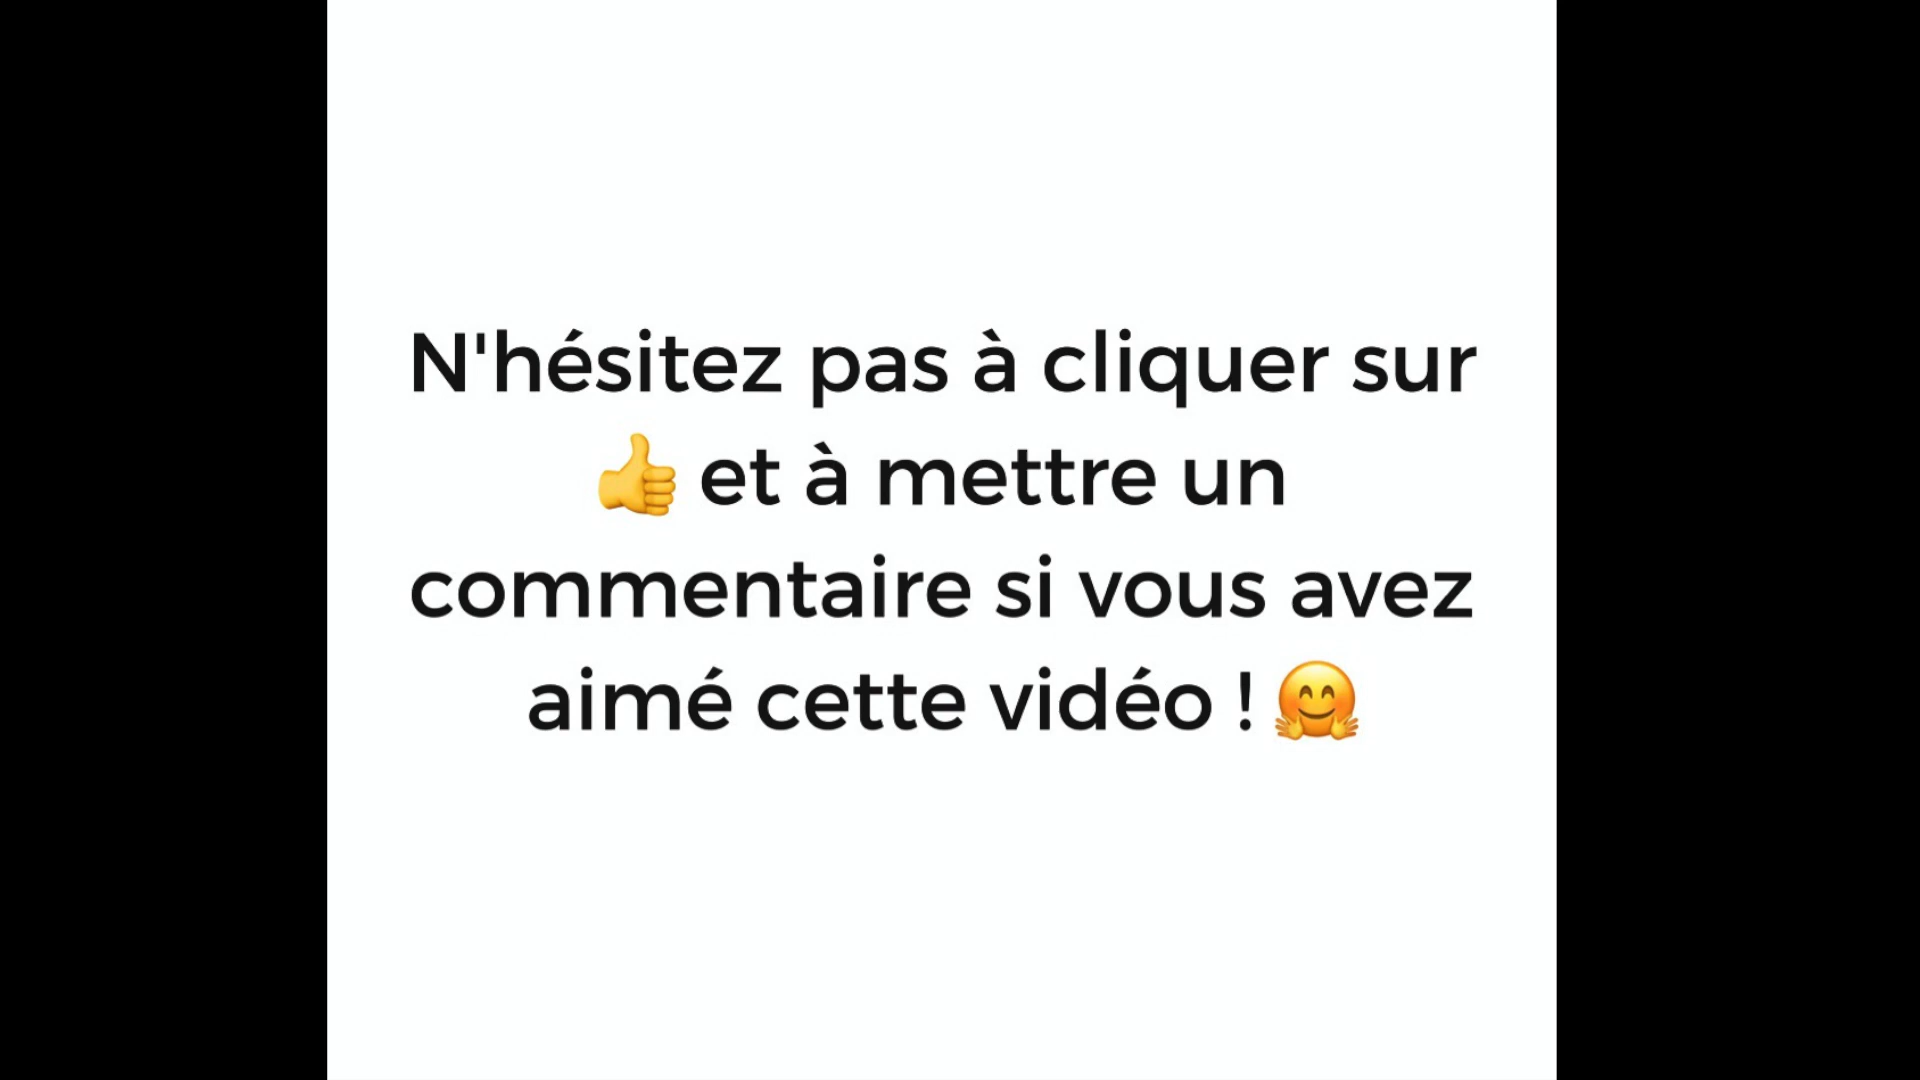 N'hésitez pas à cliquer sur
👍 et à mettre un
commentaire si vous avez
aimé cette vidéo ! 🤗